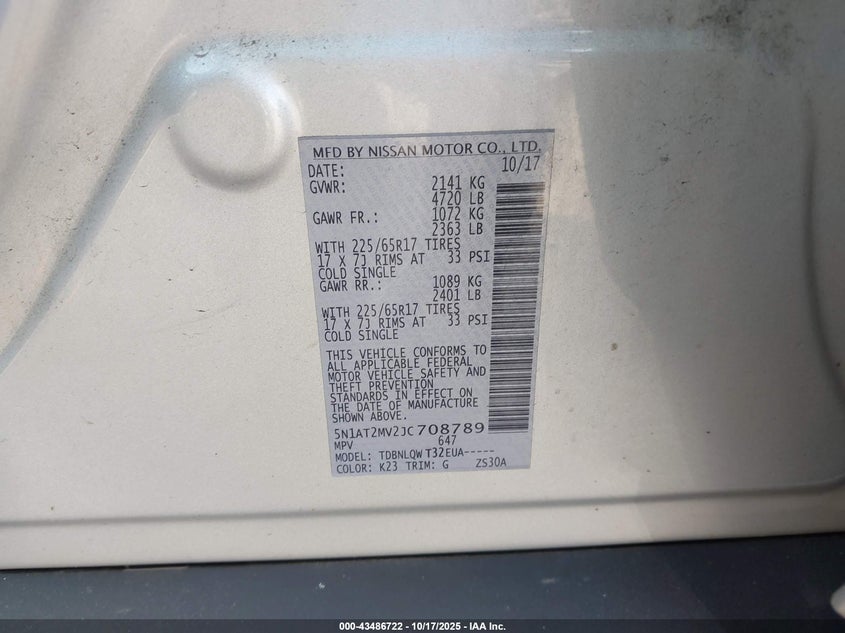 MFD BY NISSAN MOTOR CO., LTD.
DATE: 10/17
GVWR: 2141 KG
4720 LB
GAWR FR.: 1072 KG
2363 LB
WITH 225/65R17 TIRES
17 X 7J RIMS AT 33 PSI
COLD SINGLE
GAWR RR.: 1089 KG
2401 LB
WITH 225/65R17 TIRES
17 X 7J RIMS AT 33 PSI
COLD SINGLE
THIS VEHICLE CONFORMS TO
ALL APPLICABLE FEDERAL
MOTOR VEHICLE SAFETY AND
THEFT PREVENTION
STANDARDS IN EFFECT ON
THE DATE OF MANUFACTURE
SHOWN ABOVE.
5N1AT2MV2JC708789
MPV 647
MODEL: TDBNLQW T32EUA-----
COLOR: K23 TRIM: G ZS30A
000-43486722 - 10/17/2025 - IAA Inc.